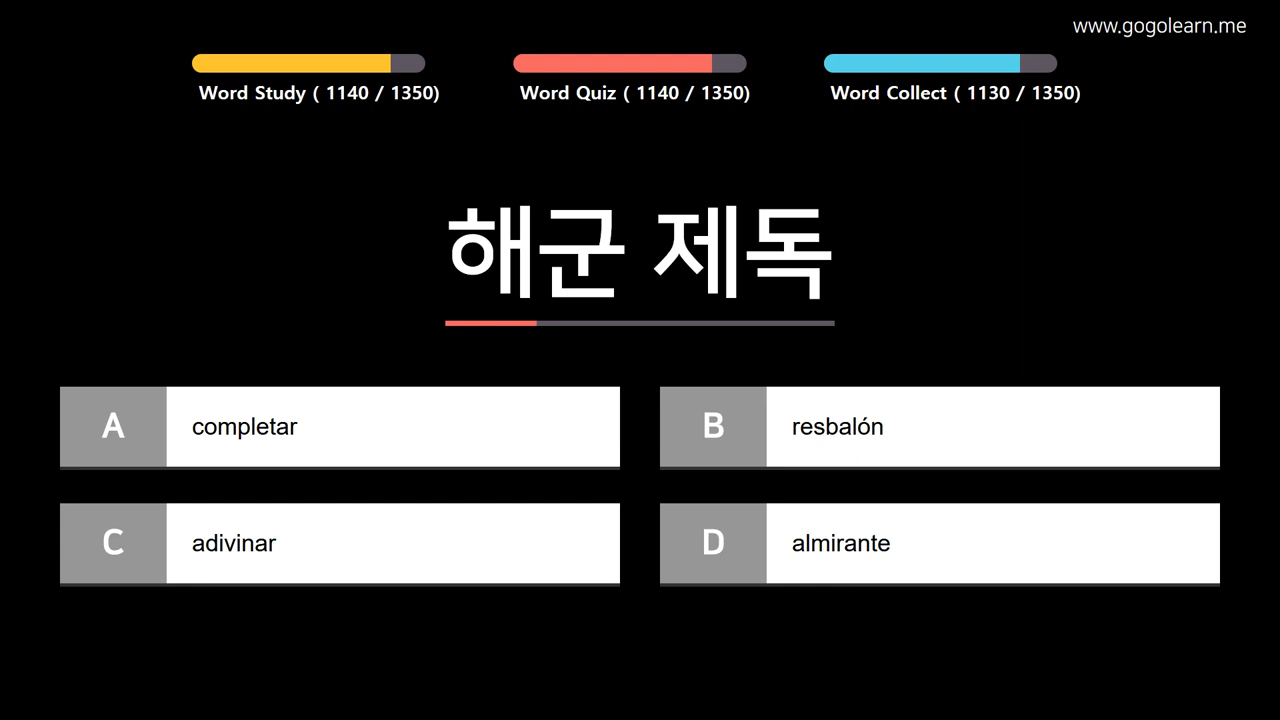 www.gogolearn.me
Word Study ( 1140 / 1350)
Word Quiz ( 1140 / 1350)
Word Collect ( 1130 / 1350)
해군 제독
A completar
B resbalón
C adivinar
D almirante